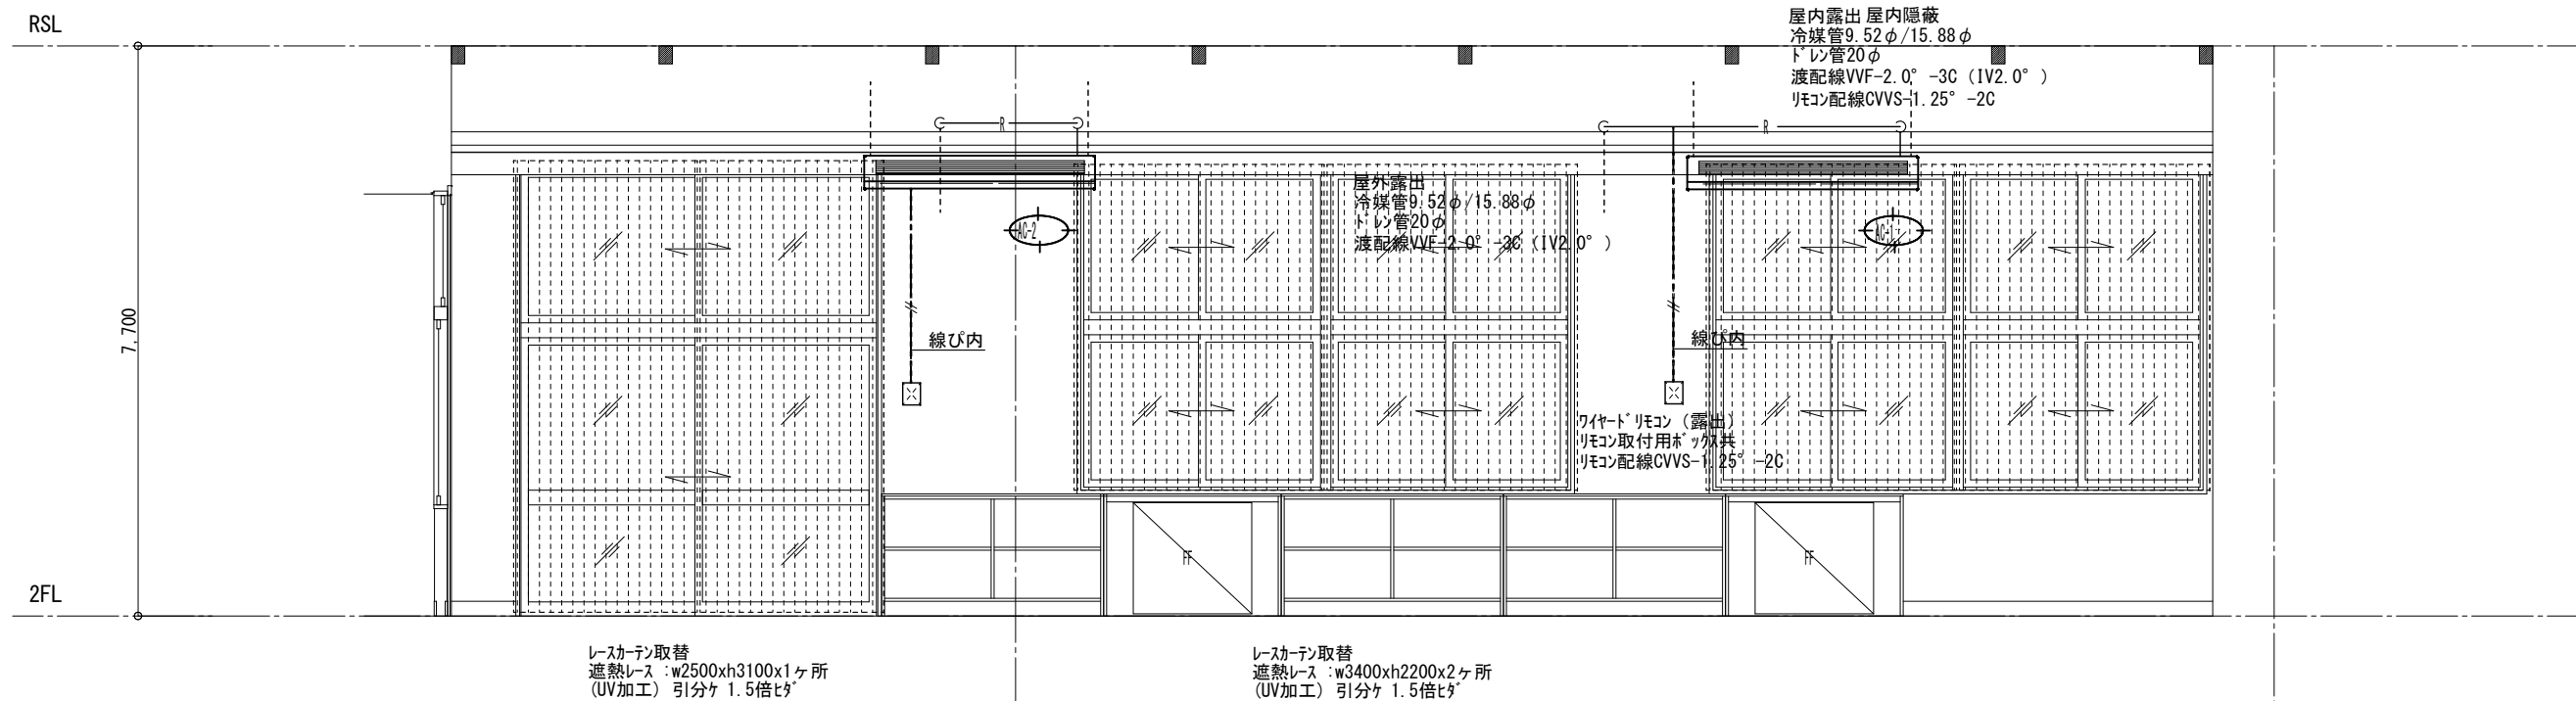 RSL
屋内露出 屋内隠蔽
冷媒管9.52φ/15.88φ
ﾄﾞﾚﾝ管20φ
渡配線VVF-2.0°-3C (IV2.0°)
ﾘﾓｺﾝ配線CVVS-1.25°-2C
R
R
屋外露出
冷媒管9.52φ/15.88φ
ﾄﾞﾚﾝ管20φ
渡配線VVF-2.0°-3C (IV2.0°)
AC-2
AC-1
7,700
線ぴ内
線ぴ内
ﾜｲﾔｰﾄﾞﾘﾓｺﾝ (露出)
ﾘﾓｺﾝ取付用ﾎﾞｯｸｽ共
ﾘﾓｺﾝ配線CVVS-1.25°-2C
FF
FF
2FL
ﾚｰｽｶｰﾃﾝ取替
遮熱ﾚｰｽ :w2500xh3100x1ヶ所
(UV加工) 引分ｹ 1.5倍ﾋﾀﾞ
ﾚｰｽｶｰﾃﾝ取替
遮熱ﾚｰｽ :w3400xh2200x2ヶ所
(UV加工) 引分ｹ 1.5倍ﾋﾀﾞ